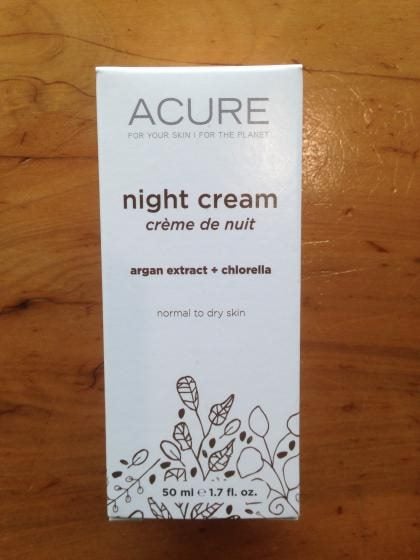 ACURE
FOR YOUR SKIN | FOR THE PLANET
night cream
crème de nuit
argan extract + chlorella
normal to dry skin
50 ml ℮ 1.7 fl. oz.